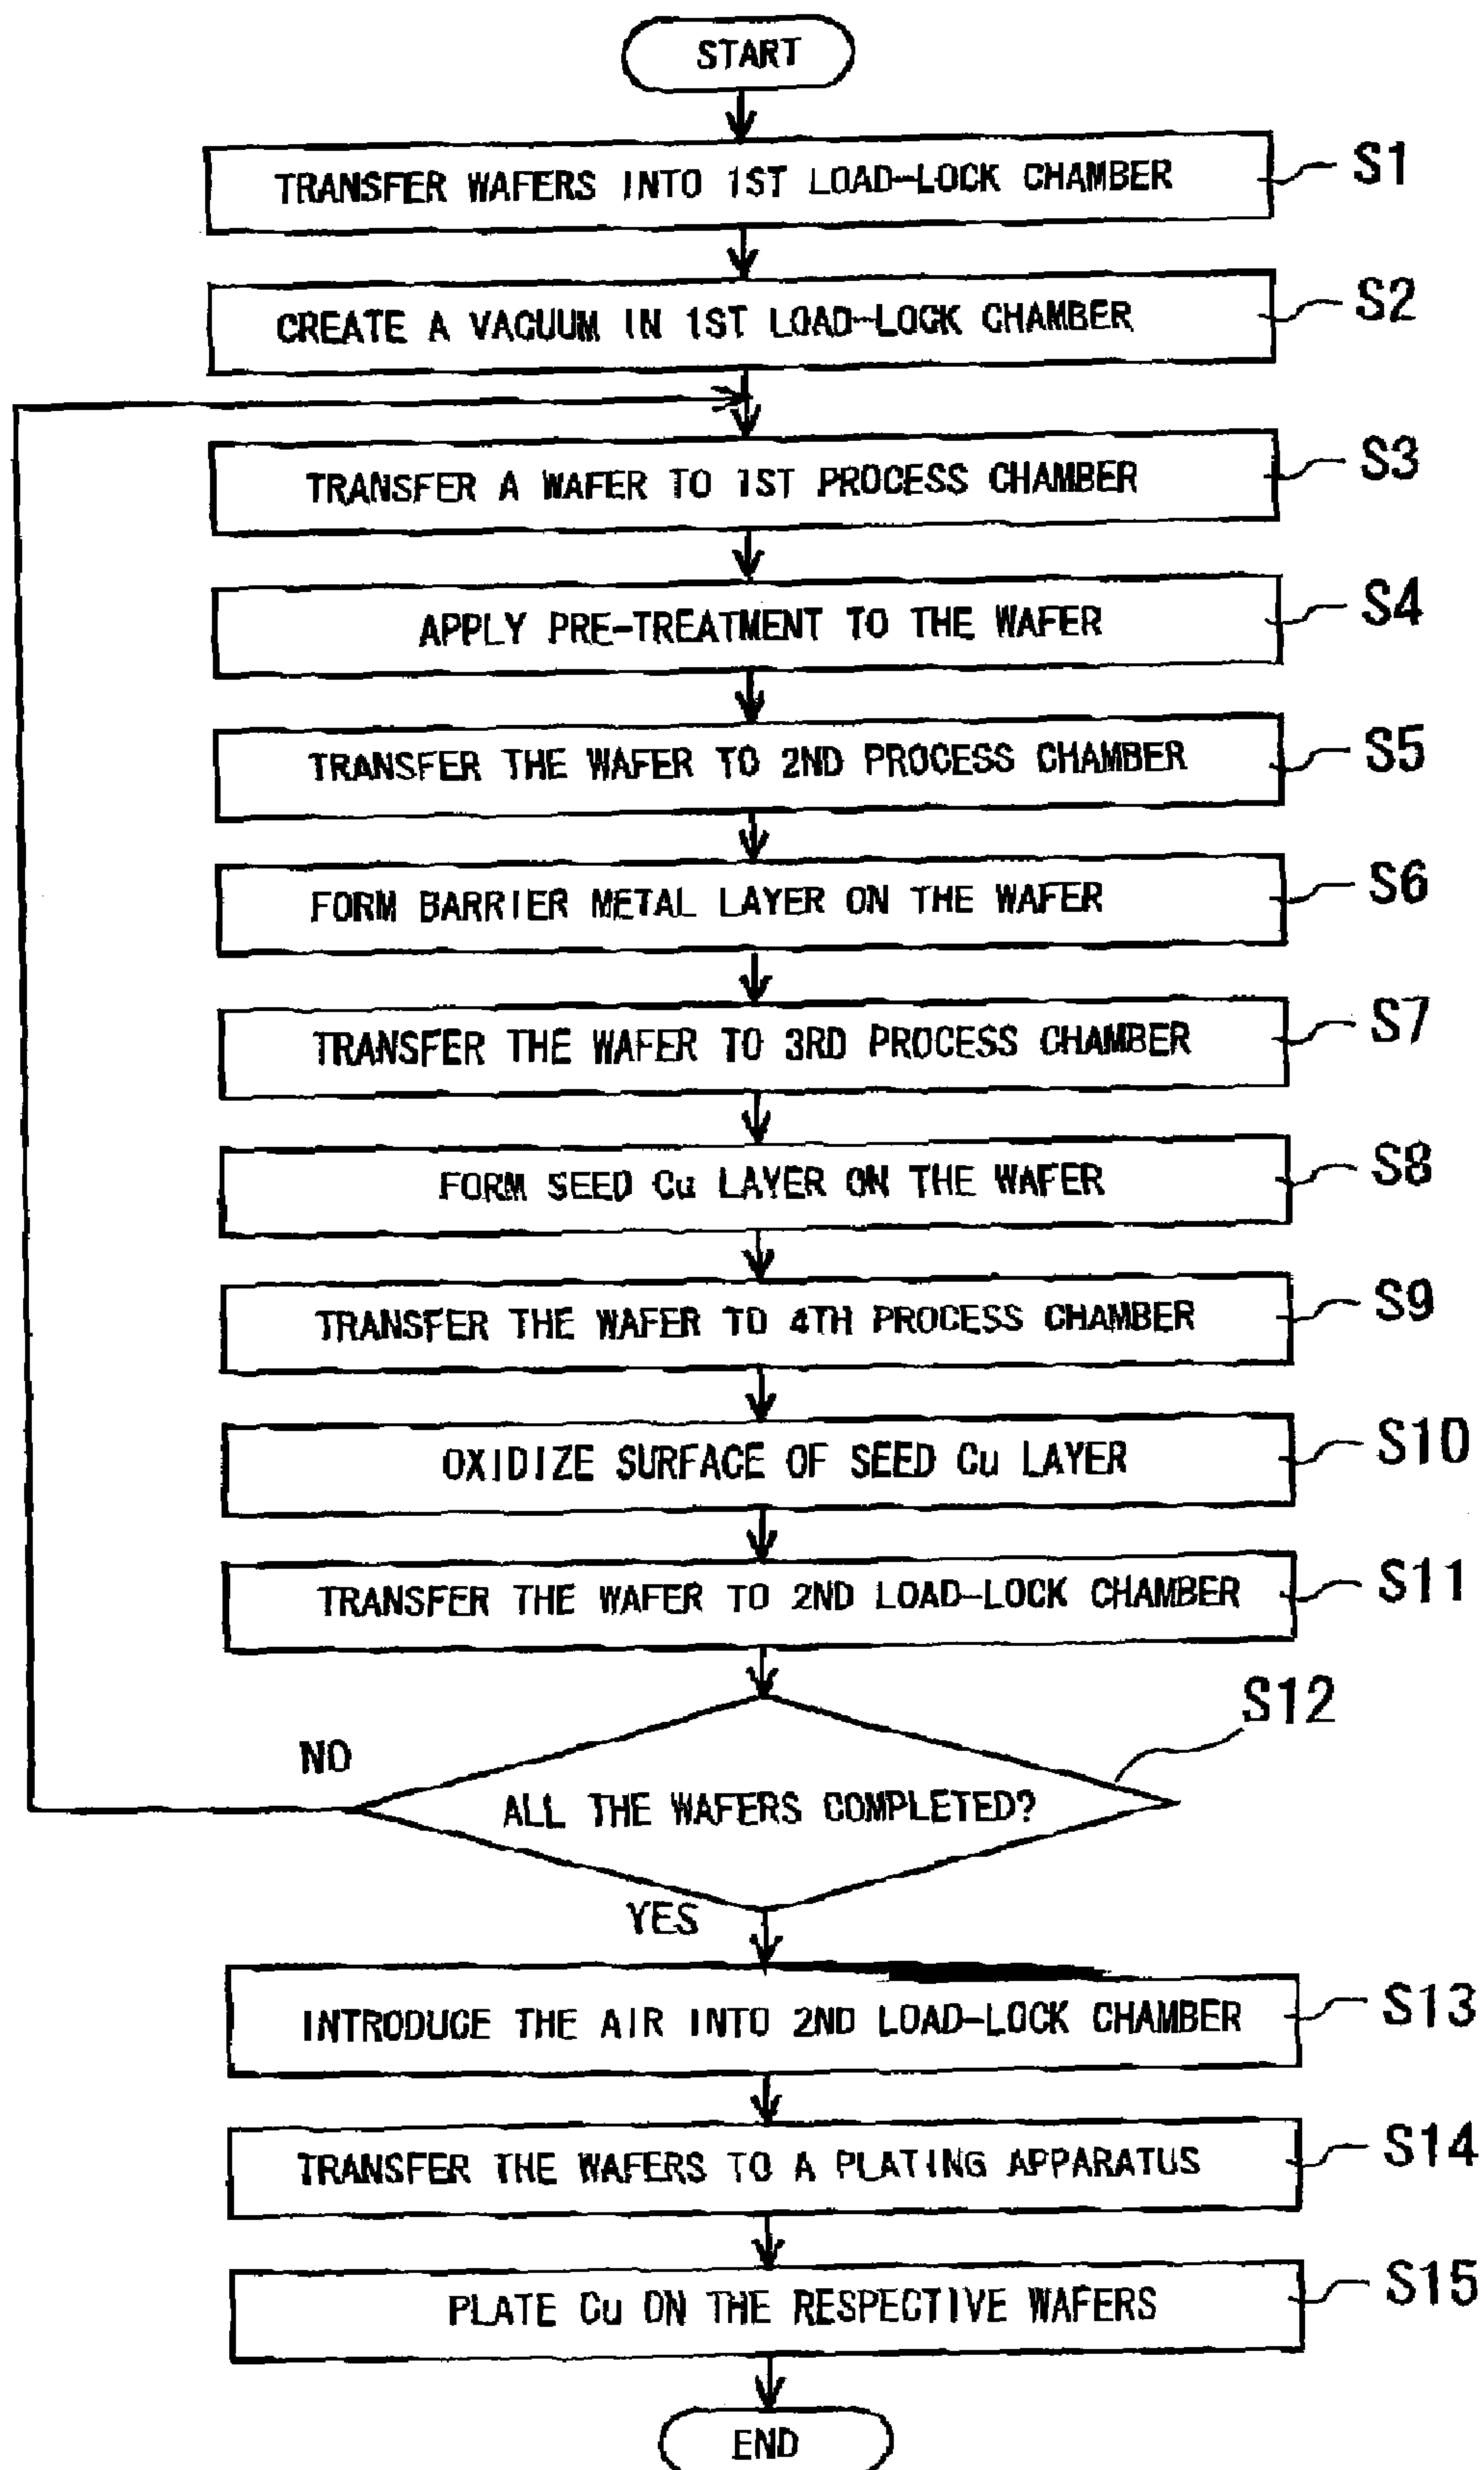 START
TRANSFER WAFERS INTO 1ST LOAD-LOCK CHAMBER
S1
CREATE A VACUUM IN 1ST LOAD-LOCK CHAMBER
S2
TRANSFER A WAFER TO 1ST PROCESS CHAMBER
S3
APPLY PRE-TREATMENT TO THE WAFER
S4
TRANSFER THE WAFER TO 2ND PROCESS CHAMBER
S5
FORM BARRIER METAL LAYER ON THE WAFER
S6
TRANSFER THE WAFER TO 3RD PROCESS CHAMBER
S7
FORM SEED Cu LAYER ON THE WAFER
S8
TRANSFER THE WAFER TO 4TH PROCESS CHAMBER
S9
OXIDIZE SURFACE OF SEED Cu LAYER
S10
TRANSFER THE WAFER TO 2ND LOAD-LOCK CHAMBER
S11
S12
NO
ALL THE WAFERS COMPLETED?
YES
INTRODUCE THE AIR INTO 2ND LOAD-LOCK CHAMBER
S13
TRANSFER THE WAFERS TO A PLATING APPARATUS
S14
PLATE Cu ON THE RESPECTIVE WAFERS
S15
END